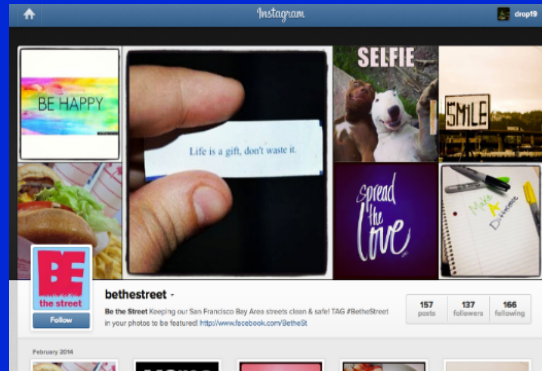 Instagram
drop19
BE HAPPY
Life is a gift, don't waste it.
SELFIE
SMILE
spread
the
love
Make
A
Difference
BE
the street
Follow
bethestreet -
Be the Street Keeping our San Francisco Bay Area streets clean & safe! TAG #BetheStreet
in your photos to be featured! http://www.facebook.com/BetheSt
157
posts
137
followers
166
following
February 2014